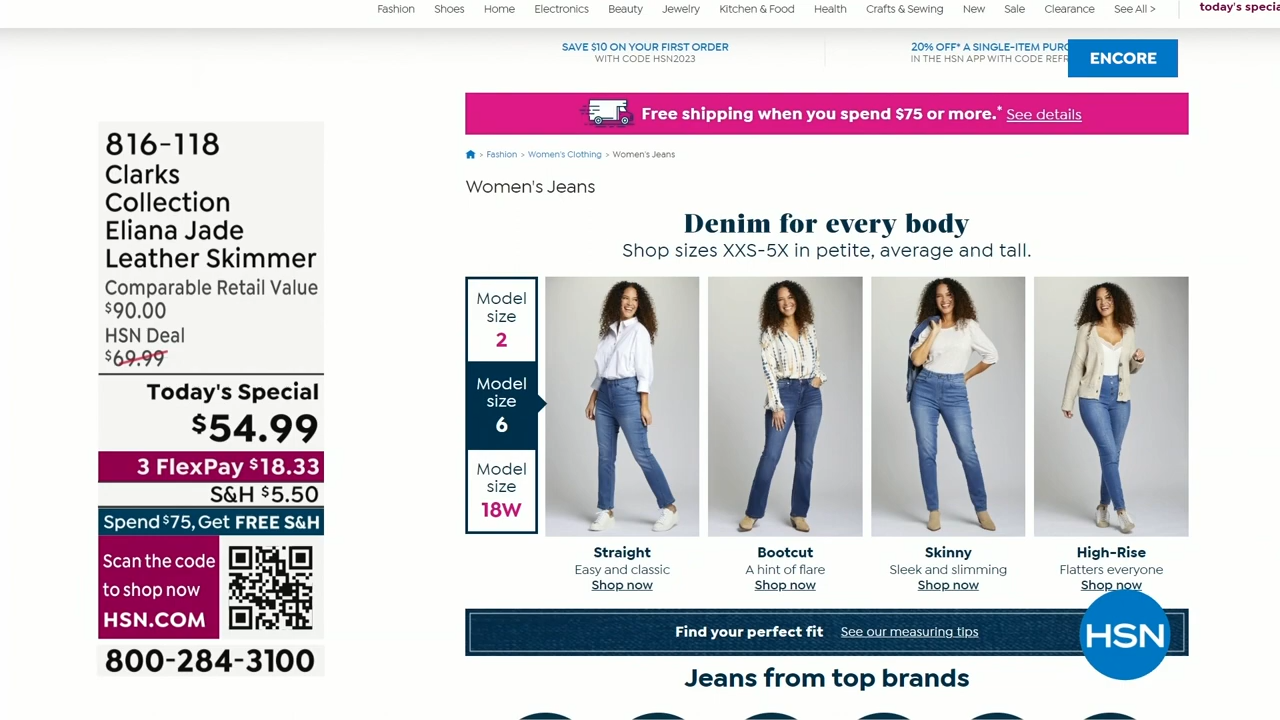 Fashion Shoes Home Electronics Beauty Jewelry Kitchen & Food Health Crafts & Sewing New Sale Clearance See All >
today's
SAVE $10 ON YOUR FIRST ORDER
WITH CODE HSN2023
20% OFF* A SINGLE-ITEM
IN THE HSN APP WITH CODE
ENCORE
Free shipping when you spend $75 or more.* See details
> Fashion > Women's Clothing > Women's Jeans
Women's Jeans
Denim for every body
Shop sizes XXS-5X in petite, average and tall.
Model
size
2
Model
size
6
Model
size
18W
Straight
Easy and classic
Shop now
Bootcut
A hint of flare
Shop now
Skinny
Sleek and slimming
Shop now
High-Rise
Flatters everyone
Shop now
Find your perfect fit See our measuring tips
HSN
Jeans from top brands
816-118
Clarks
Collection
Eliana Jade
Leather Skimmer
Comparable Retail Value
$90.00
HSN Deal
$69.99
Today's Special
$54.99
3 FlexPay $18.33
S&H $5.50
Spend $75, Get FREE S&H
Scan the code
to shop now
HSN.COM
800-284-3100